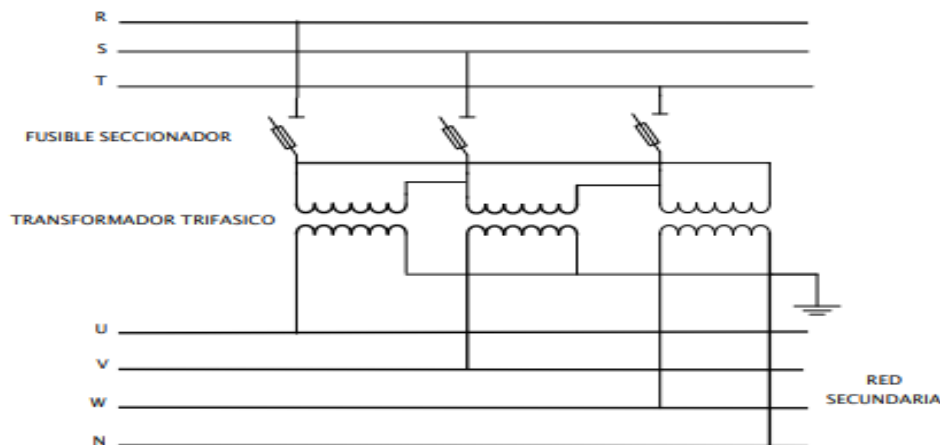 R
S
T
FUSIBLE SECCIONADOR
TRANSFORMADOR TRIFASICO
U
V
W
N
RED
SECUNDARIA